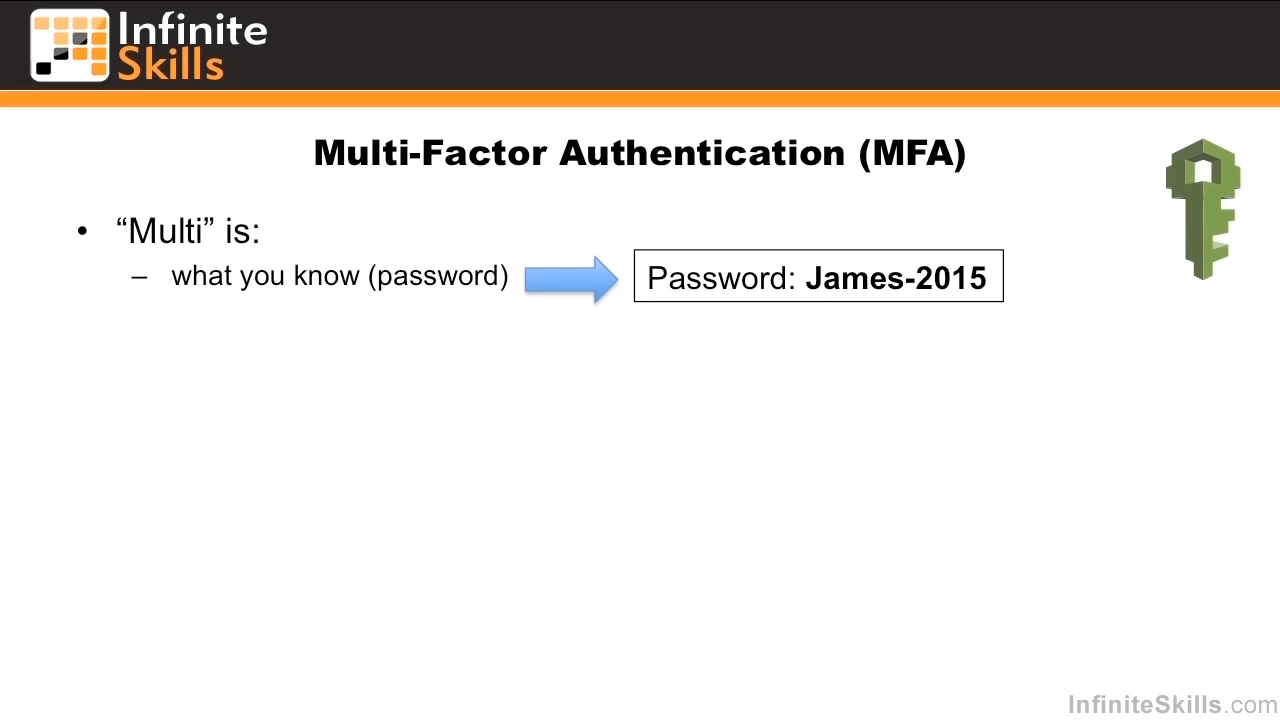 Infinite
Skills
Multi-Factor Authentication (MFA)
• “Multi” is:
– what you know (password)
Password: James-2015
InfiniteSkills.com